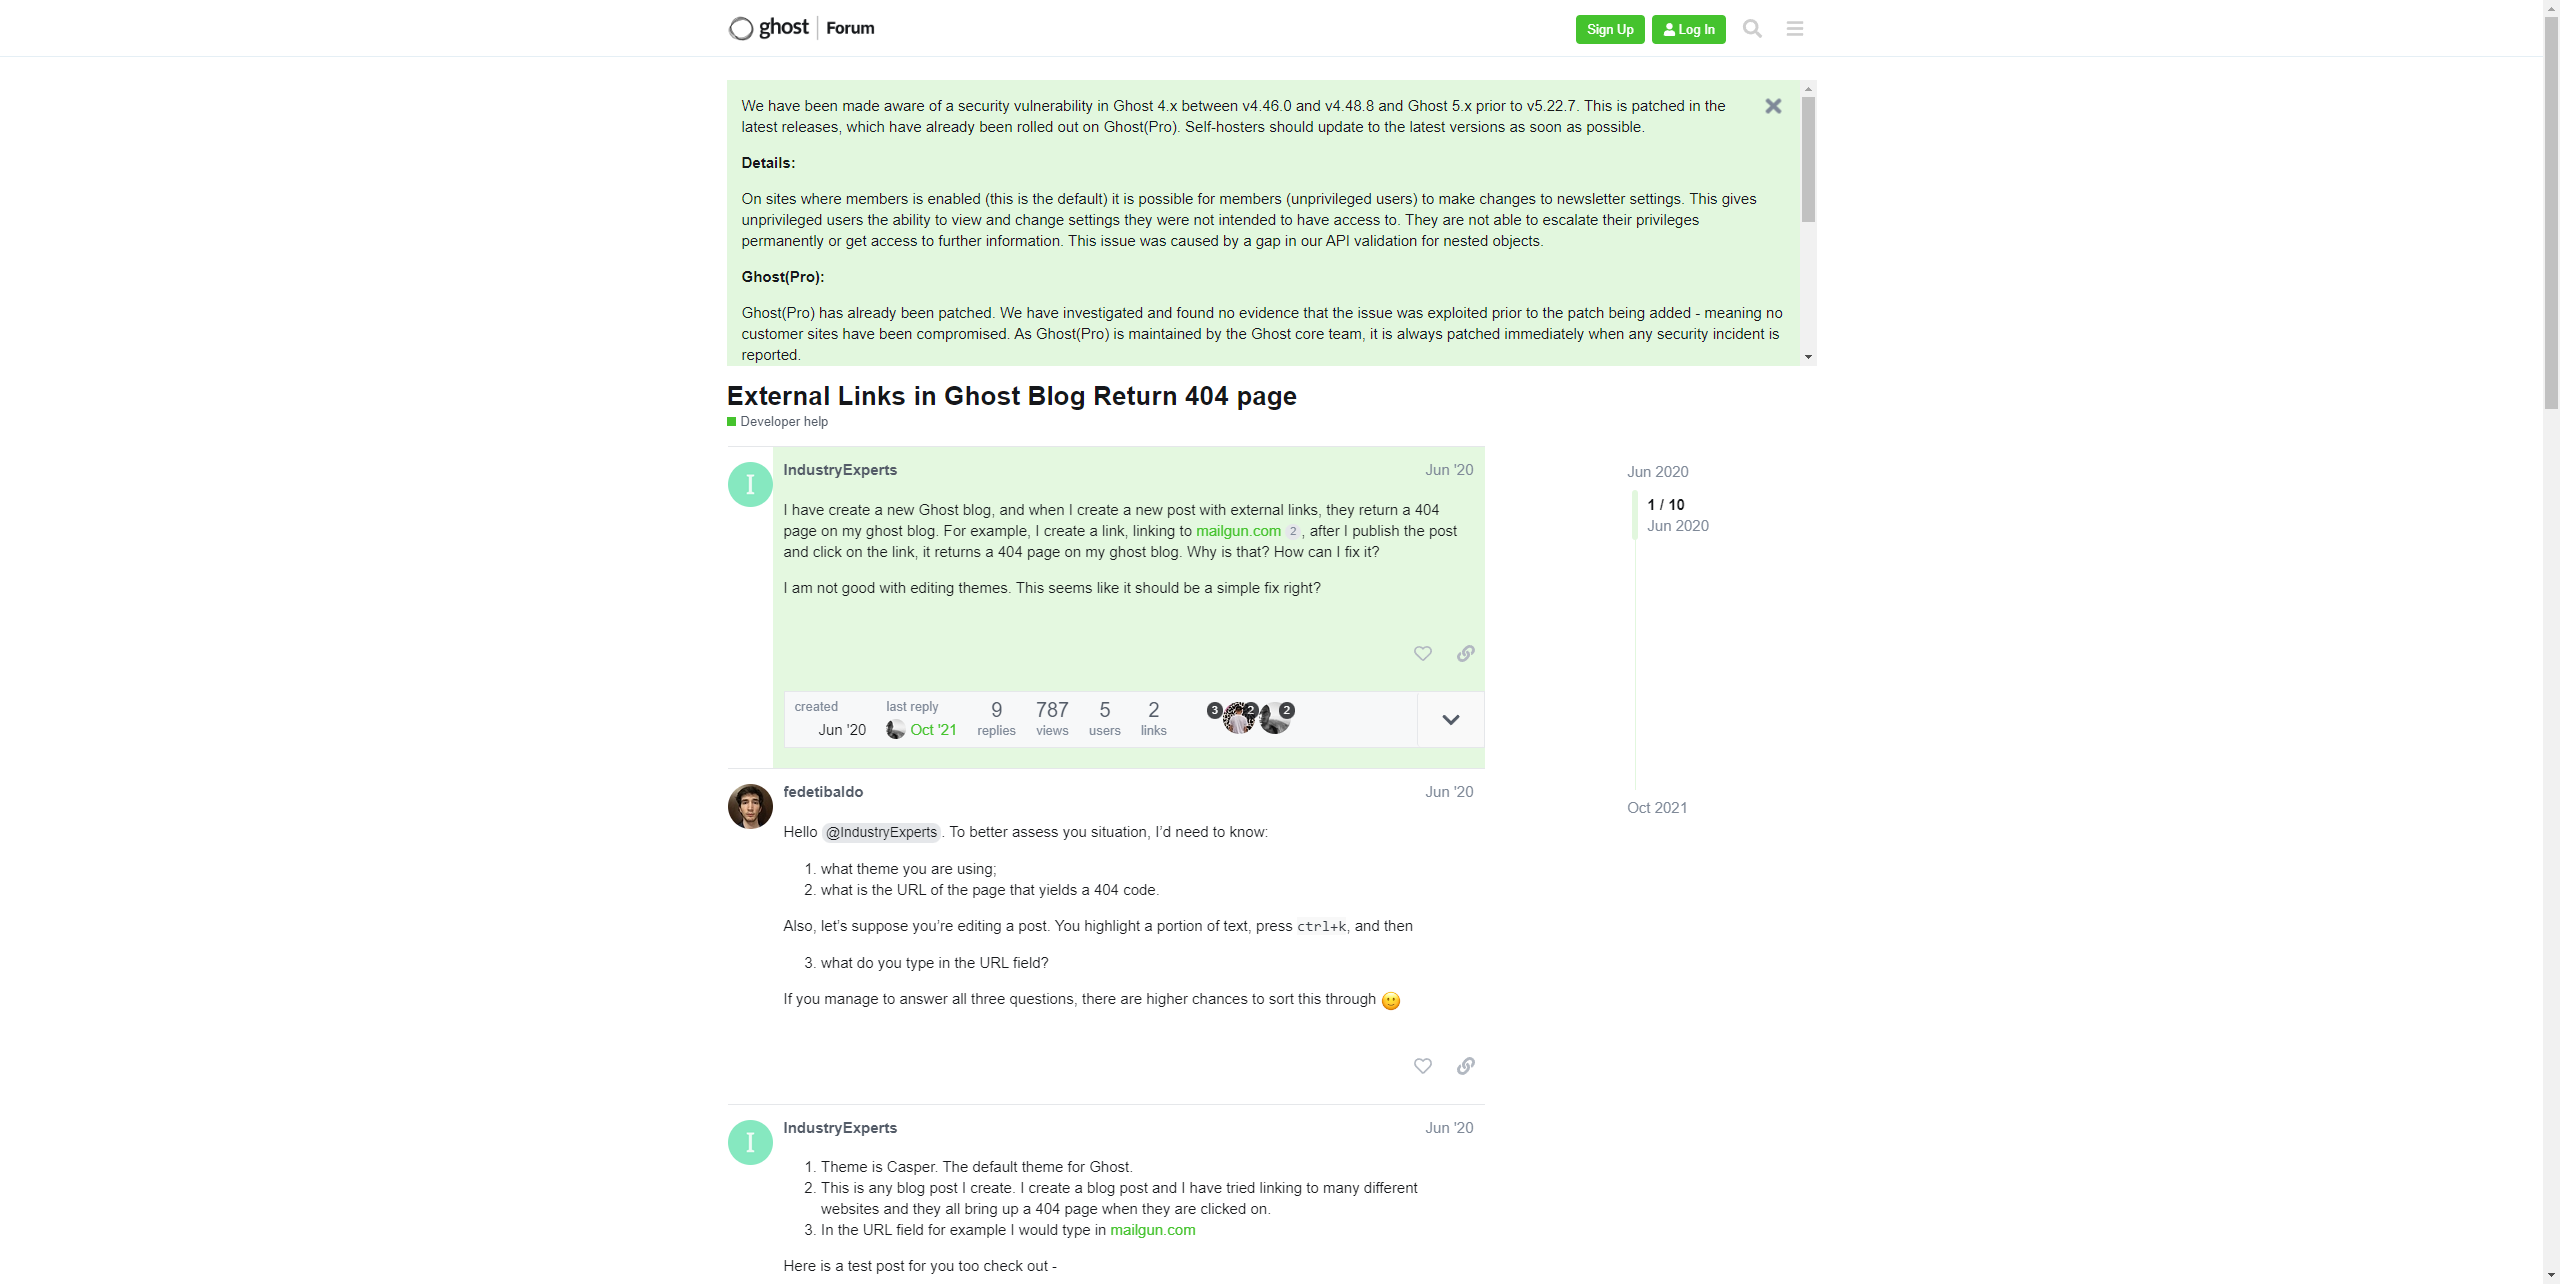 ghost Forum
Sign Up
Log In
We have been made aware of a security vulnerability in Ghost 4.x between v4.46.0 and v4.48.8 and Ghost 5.x prior to v5.22.7. This is patched in the
latest releases, which have already been rolled out on Ghost(Pro). Self-hosters should update to the latest versions as soon as possible.
Details:
On sites where members is enabled (this is the default) it is possible for members (unprivileged users) to make changes to newsletter settings. This gives
unprivileged users the ability to view and change settings they were not intended to have access to. They are not able to escalate their privileges
permanently or get access to further information. This issue was caused by a gap in our API validation for nested objects.
Ghost(Pro):
Ghost(Pro) has already been patched. We have investigated and found no evidence that the issue was exploited prior to the patch being added - meaning no
customer sites have been compromised. As Ghost(Pro) is maintained by the Ghost core team, it is always patched immediately when any security incident is
reported.
External Links in Ghost Blog Return 404 page
Developer help
I
IndustryExperts
Jun '20
I have create a new Ghost blog, and when I create a new post with external links, they return a 404
page on my ghost blog. For example, I create a link, linking to mailgun.com 2, after I publish the post
and click on the link, it returns a 404 page on my ghost blog. Why is that? How can I fix it?
I am not good with editing themes. This seems like it should be a simple fix right?
created
Jun '20
last reply
Oct '21
9
replies
787
views
5
users
2
links
3
2
2
Jun 2020
1 / 10
Jun 2020
Oct 2021
fedetibaldo
Jun '20
Hello @IndustryExperts. To better assess you situation, I’d need to know:
1. what theme you are using;
2. what is the URL of the page that yields a 404 code.
Also, let’s suppose you’re editing a post. You highlight a portion of text, press ctrl+k, and then
3. what do you type in the URL field?
If you manage to answer all three questions, there are higher chances to sort this through
I
IndustryExperts
Jun '20
1. Theme is Casper. The default theme for Ghost.
2. This is any blog post I create. I create a blog post and I have tried linking to many different
websites and they all bring up a 404 page when they are clicked on.
3. In the URL field for example I would type in mailgun.com
Here is a test post for you too check out -